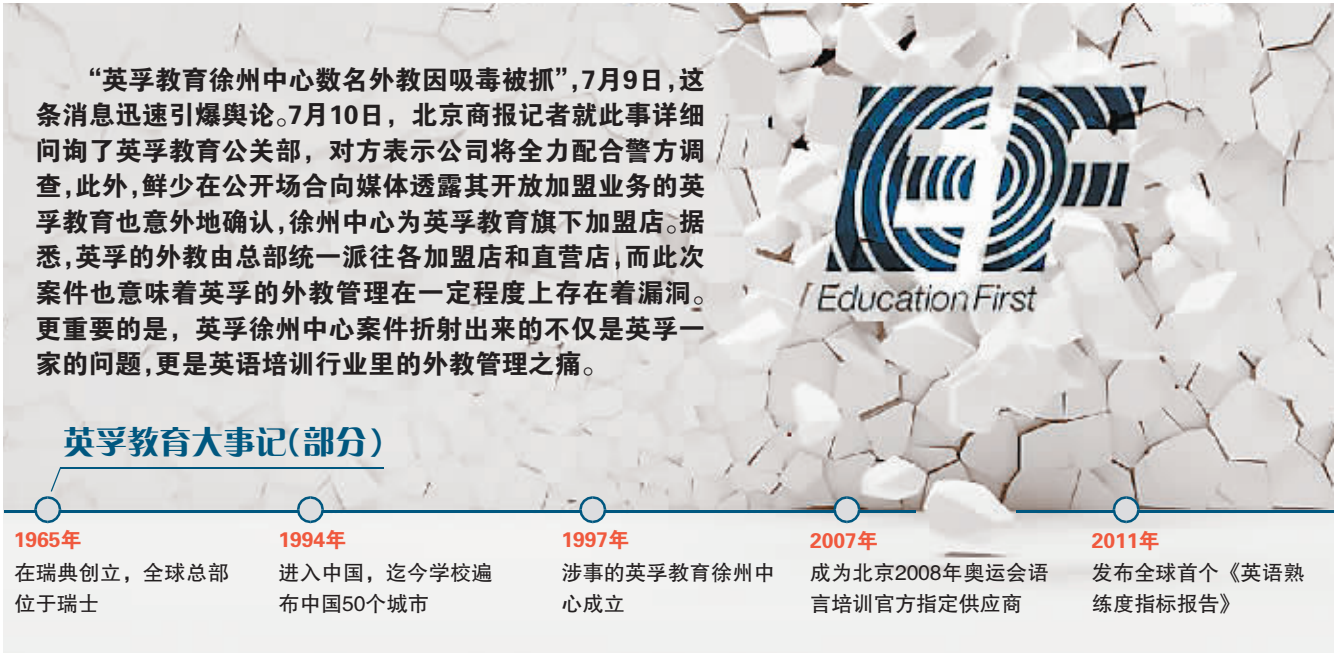 “英孚教育徐州中心数名外教因吸毒被抓”,7月9日,这
条消息迅速引爆舆论。7月10日，北京商报记者就此事详细
问询了英孚教育公关部，对方表示公司将全力配合警方调
查,此外,鲜少在公开场合向媒体透露其开放加盟业务的英
孚教育也意外地确认,徐州中心为英孚教育旗下加盟店。据
悉,英孚的外教由总部统一派往各加盟店和直营店,而此次
案件也意味着英孚的外教管理在一定程度上存在着漏洞。
更重要的是，英孚徐州中心案件折射出来的不仅是英孚一
家的问题,更是英语培训行业里的外教管理之痛。
EF
Education First
英孚教育大事记(部分)
1965年
在瑞典创立，全球总部
位于瑞士
1994年
进入中国，迄今学校遍
布中国50个城市
1997年
涉事的英孚教育徐州中
心成立
2007年
成为北京2008年奥运会语
言培训官方指定供应商
2011年
发布全球首个《英语熟
练度指标报告》